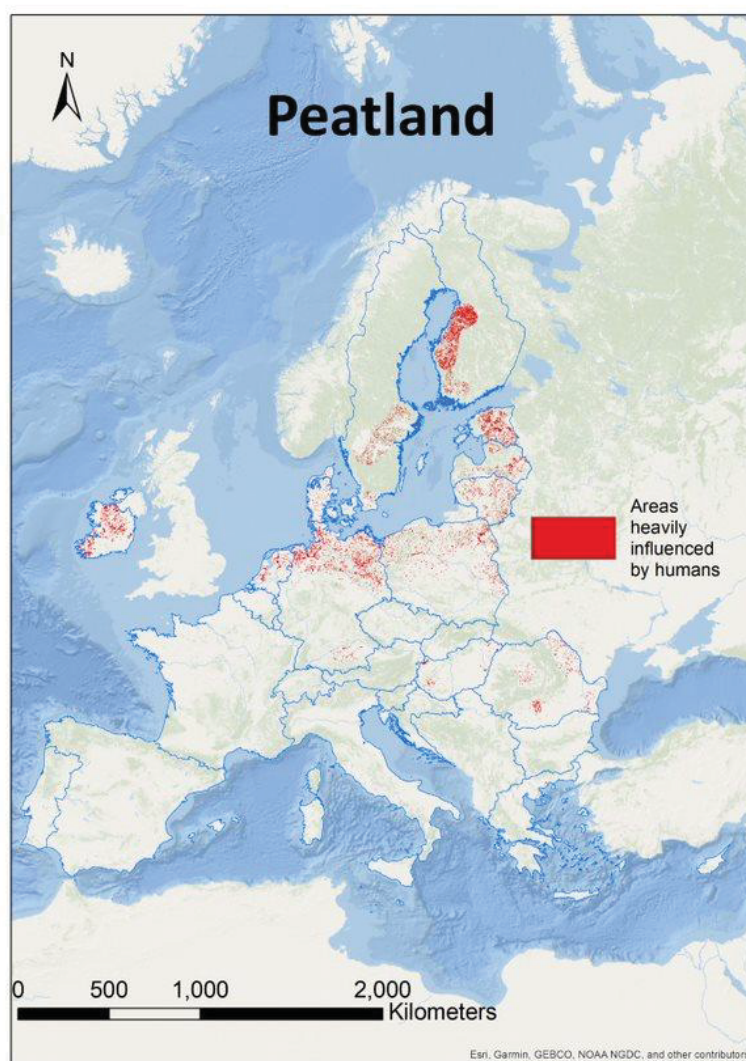 N
Peatland
Areas
heavily
influenced
by humans
0 500 1,000 2,000
Kilometers
Esri, Garmin, GEBCO, NOAA NGDC, and other contributors